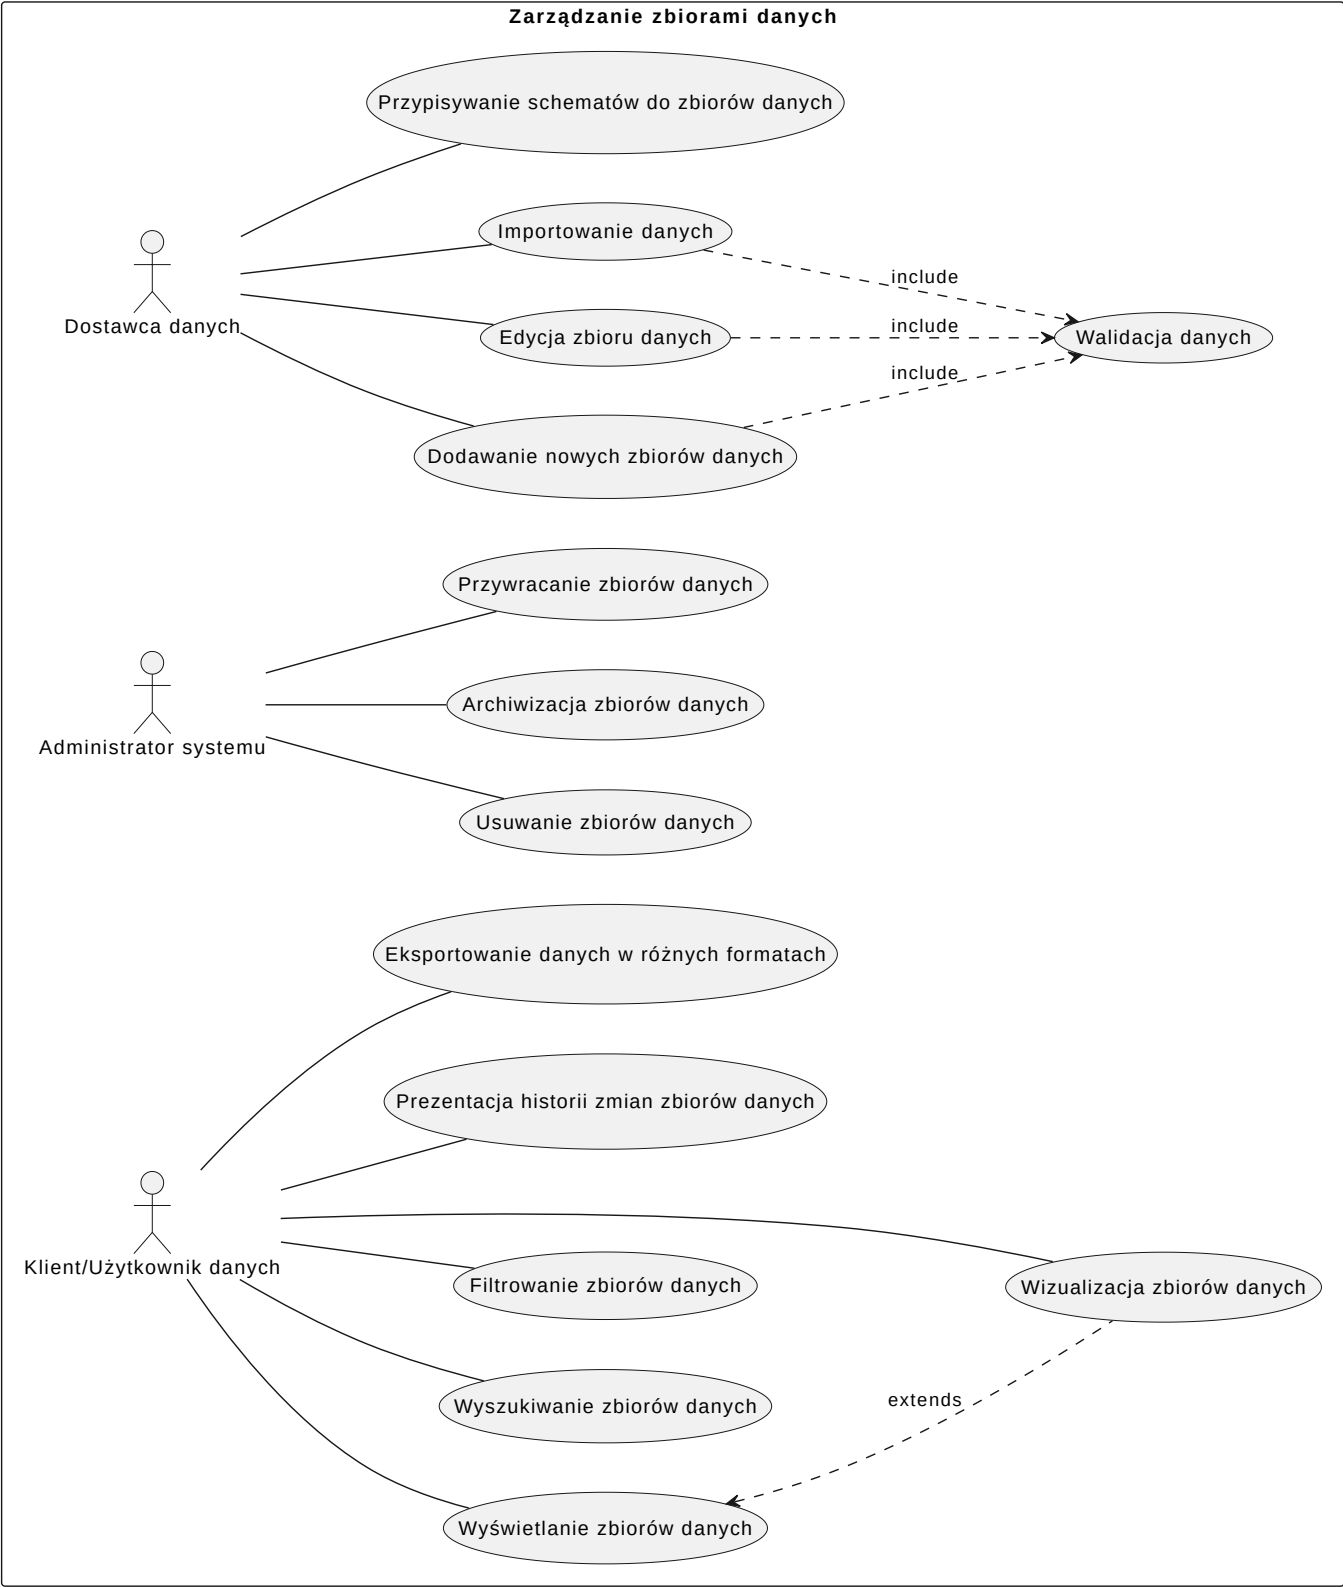 Zarządzanie zbiorami danych
Przypisywanie schematów do zbiorów danych
Importowanie danych
include
Dostawca danych
include
Edycja zbioru danych
Walidacja danych
include
Dodawanie nowych zbiorów danych
Przywracanie zbiorów danych
Archiwizacja zbiorów danych
Administrator systemu
Usuwanie zbiorów danych
Eksportowanie danych w różnych formatach
Prezentacja historii zmian zbiorów danych
Klient/Użytkownik danych
Filtrowanie zbiorów danych
Wizualizacja zbiorów danych
extends
Wyszukiwanie zbiorów danych
Wyświetlanie zbiorów danych